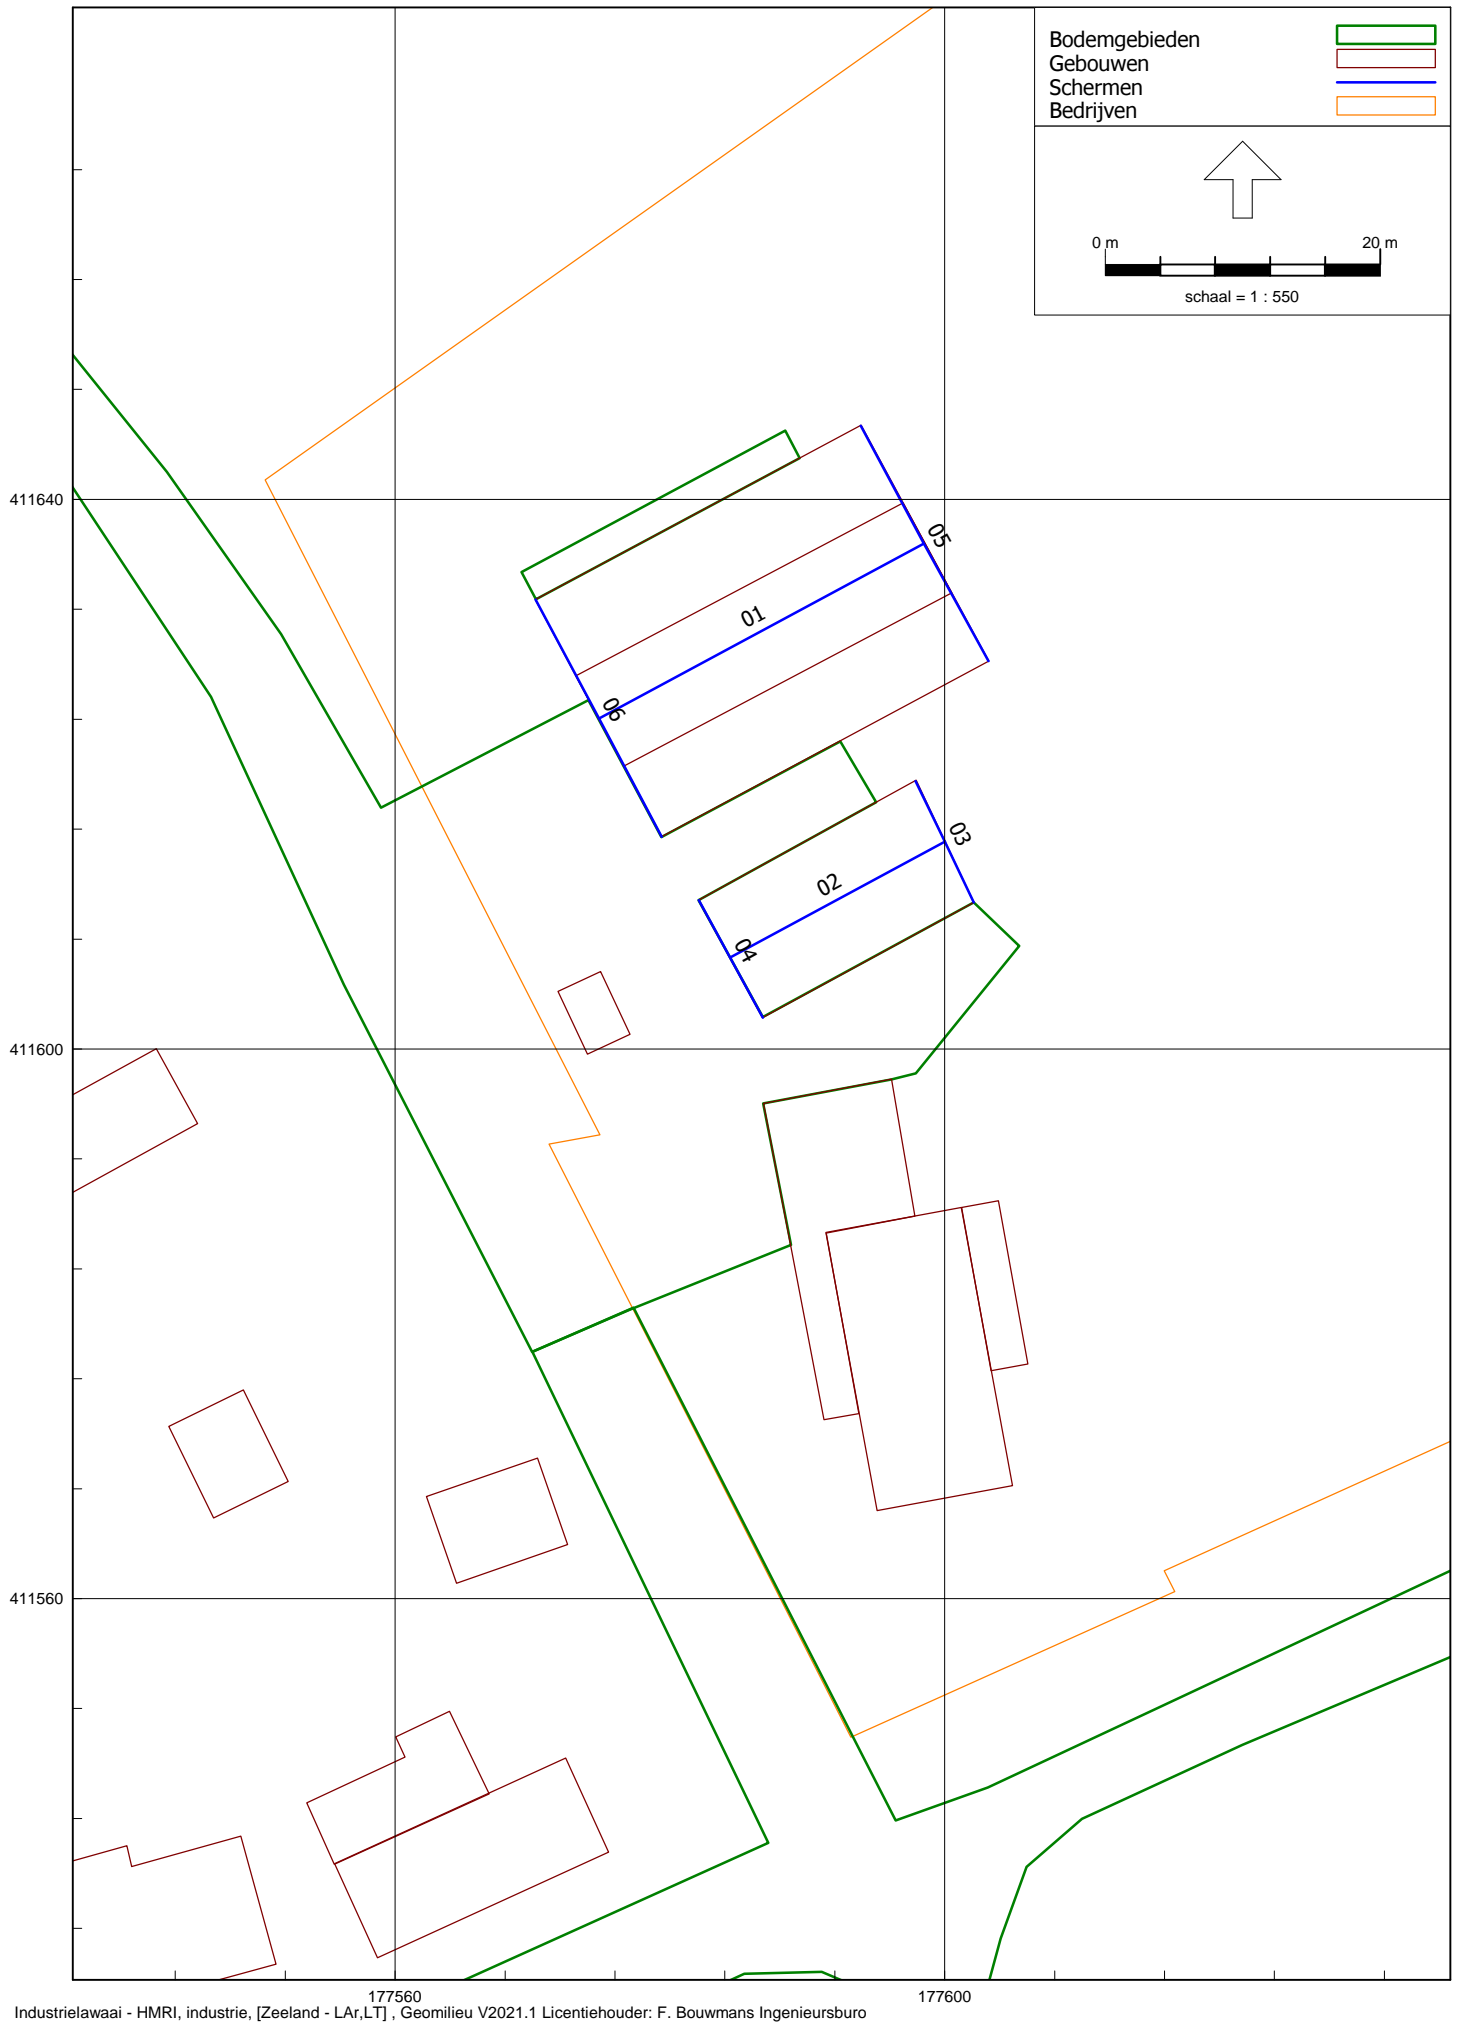 Bodemgebieden
Gebouwen
Schermen
Bedrijven
0 m 20 m
schaal = 1 : 550
411640
05
01
06
03
02
04
411600
411560
177560 177600
Industrielawaai - HMRI, industrie, [Zeeland - LAr,LT] , Geomilieu V2021.1 Licentiehouder: F. Bouwmans Ingenieursburo